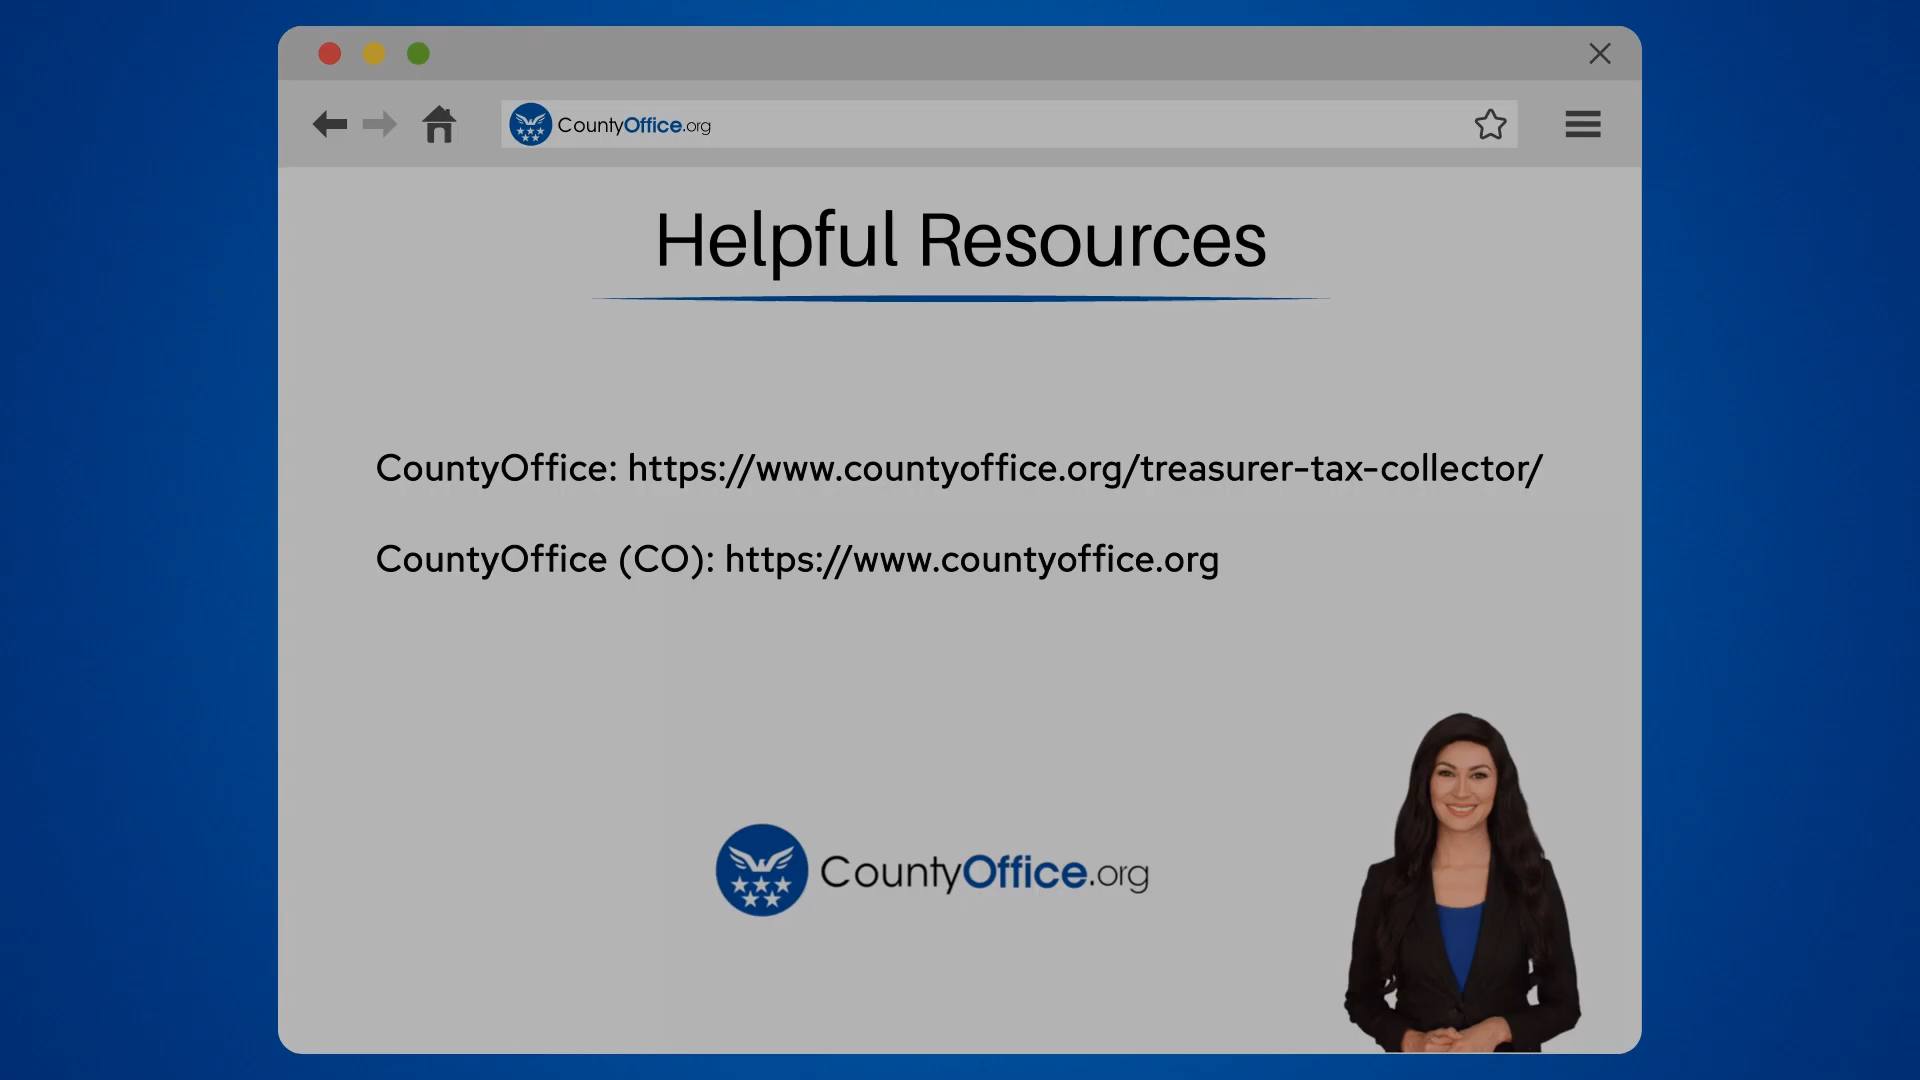 CountyOffice.org
Helpful Resources
CountyOffice: https://www.countyoffice.org/treasurer-tax-collector/
CountyOffice (CO): https://www.countyoffice.org
CountyOffice.org